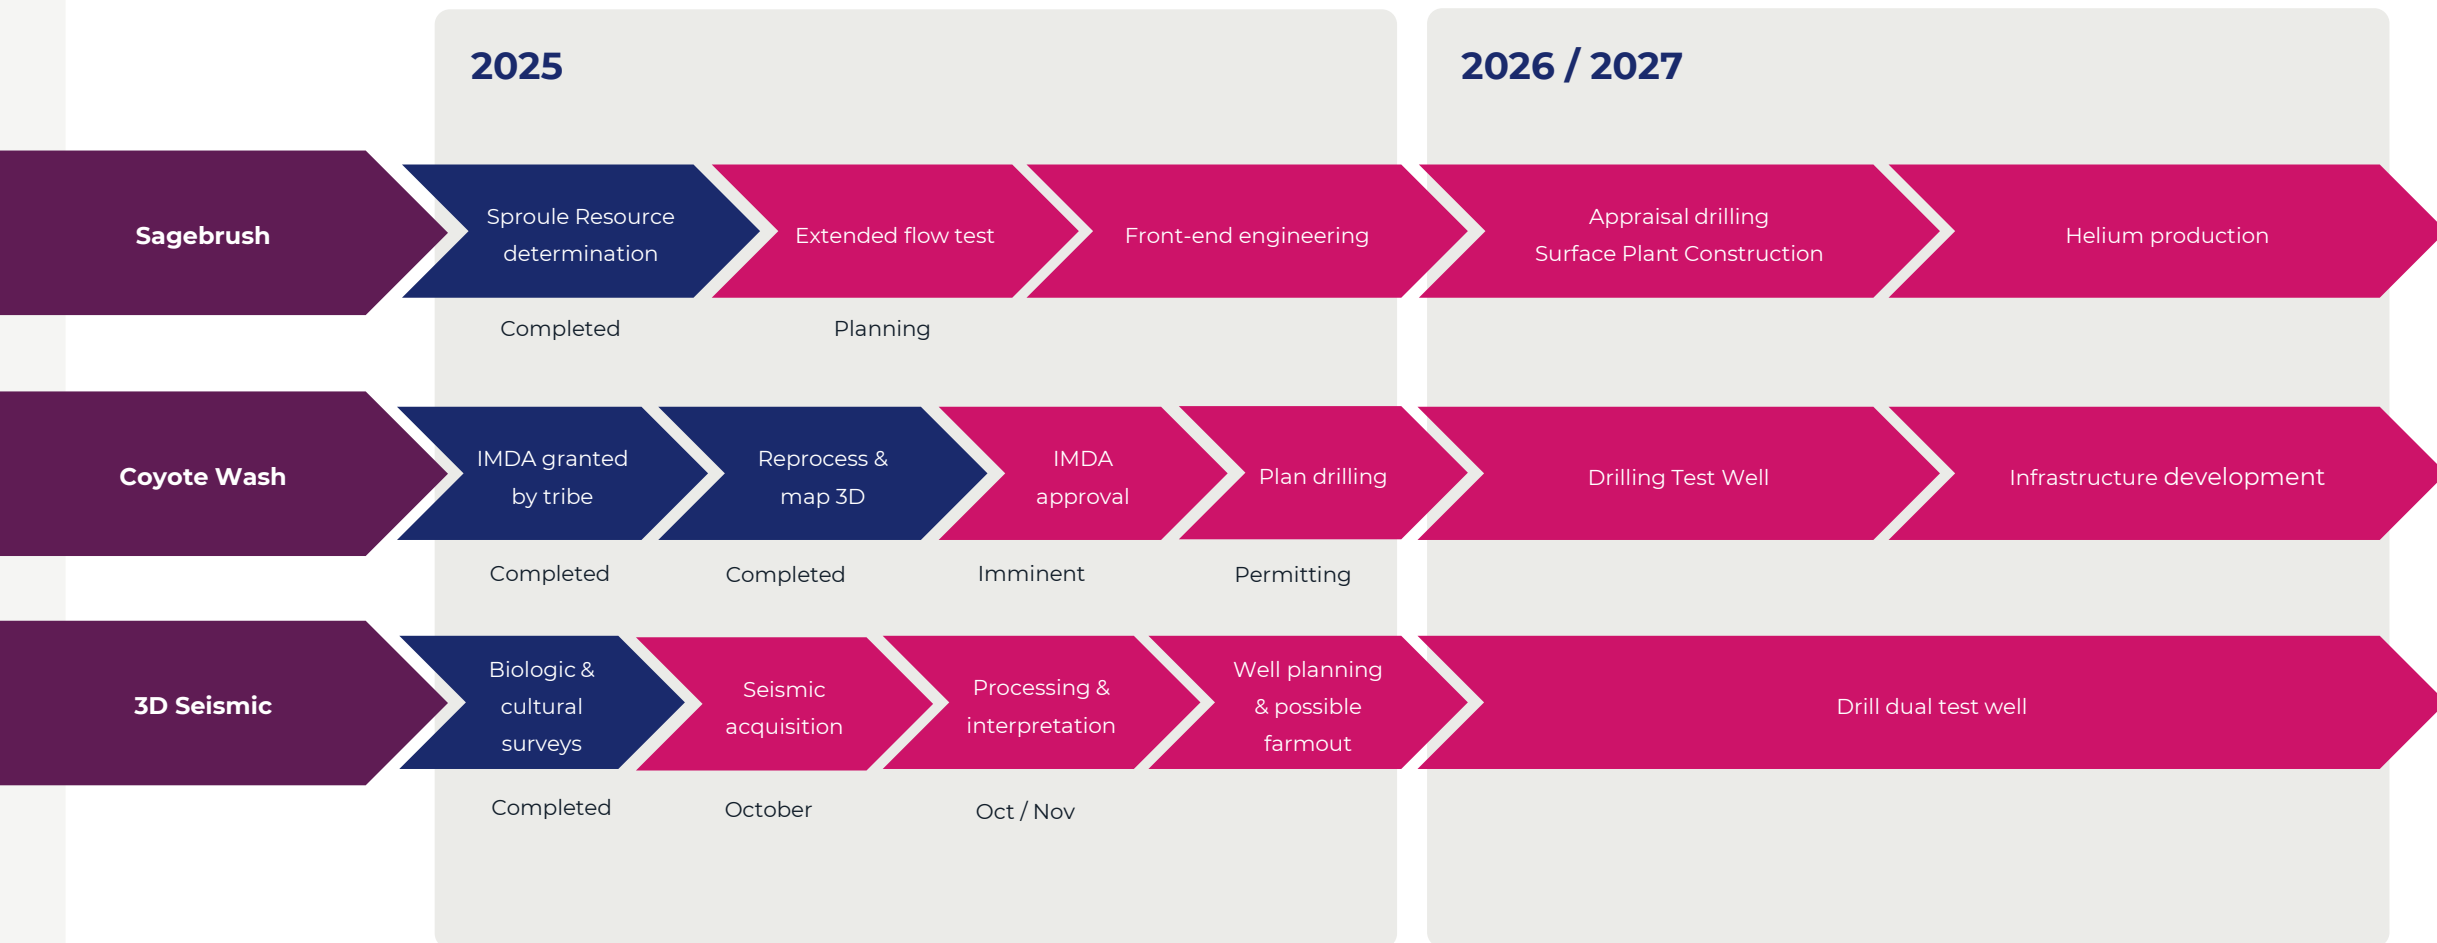 2025
2026 / 2027
Sagebrush
Sproule Resource
determination
Extended flow test
Front-end engineering
Appraisal drilling
Surface Plant Construction
Helium production
Completed
Planning
Coyote Wash
IMDA granted
by tribe
Reprocess &
map 3D
IMDA
approval
Plan drilling
Drilling Test Well
Infrastructure development
Completed
Completed
Imminent
Permitting
3D Seismic
Biologic &
cultural
surveys
Seismic
acquisition
Processing &
interpretation
Well planning
& possible
farmout
Drill dual test well
Completed
October
Oct / Nov